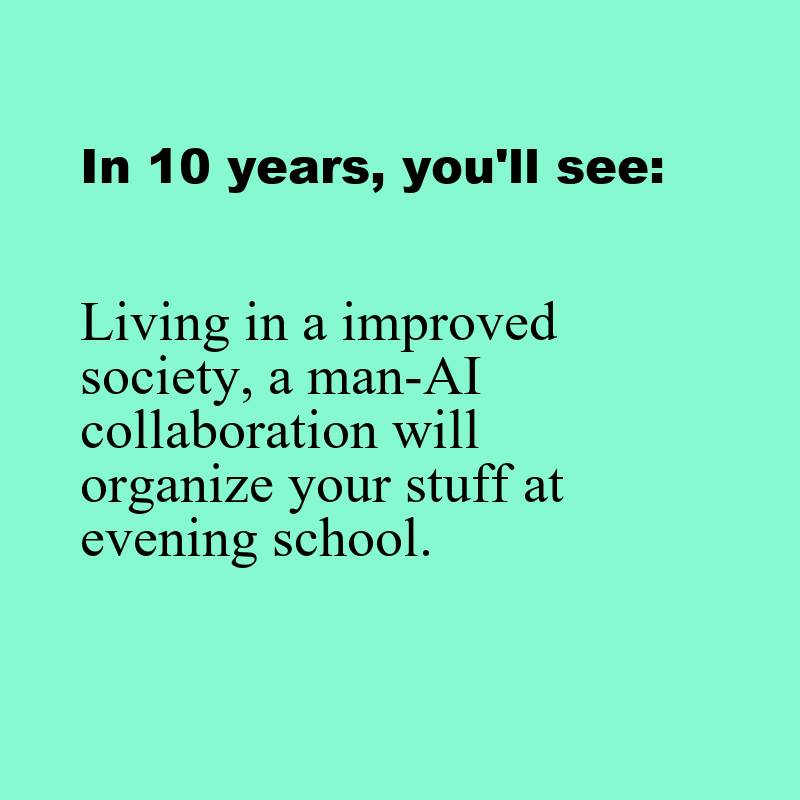 In 10 years, you'll see:
Living in a improved
society, a man-AI
collaboration will
organize your stuff at
evening school.